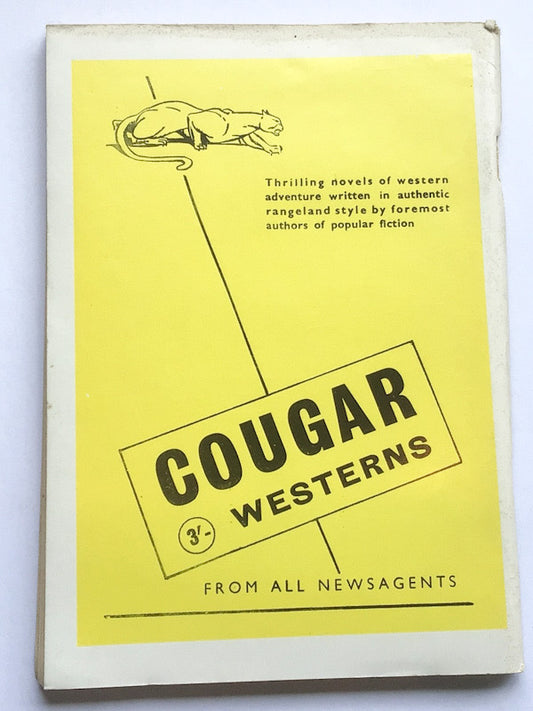 Thrilling novels of western
adventure written in authentic
rangeland style by foremost
authors of popular fiction
COUGAR
WESTERNS
3/-
FROM ALL NEWSAGENTS